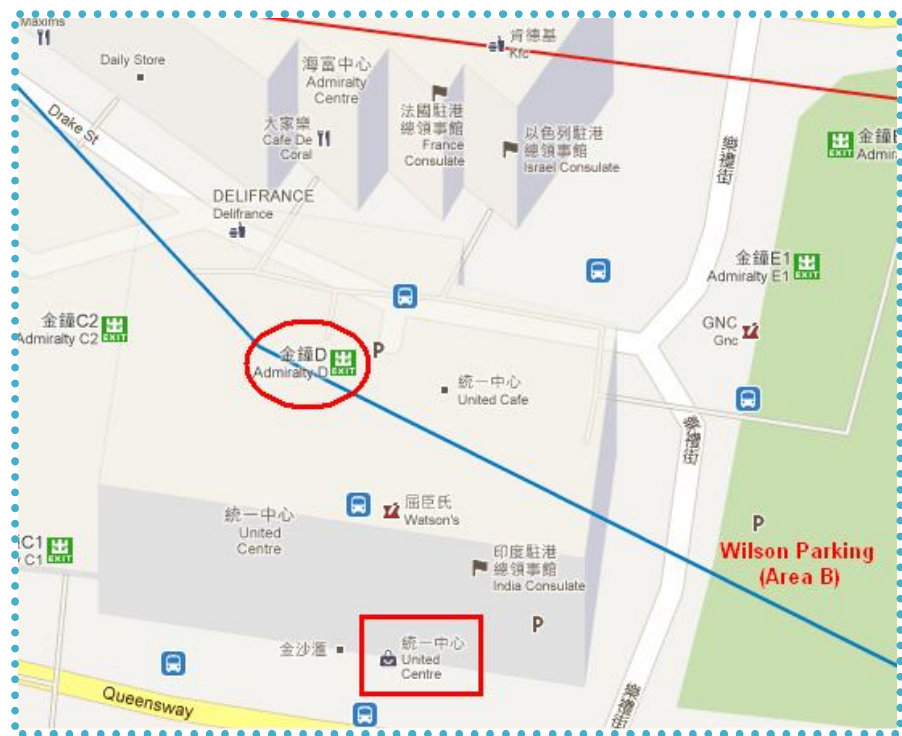 Maxims
Daily Store
Drake St
海富中心
Admiralty
Centre
肯德基
Kfc
大家樂
Cafe De
Coral
法國駐港
總領事館
France
Consulate
以色列駐港
總領事館
Israel Consulate
樂禮街
金鐘
DELIFRANCE
Delifrance
金鐘E1
Admiralty E1
EXIT
金鐘C2
Admiralty C2
EXIT
GNC
Gnc
金鐘D
Admiralty D
EXIT
P
統一中心
United Cafe
樂禮街
統一中心
United
Centre
屈臣氏
Watson's
P
Wilson Parking
(Area B)
C1
C1
EXIT
印度駐港
總領事館
India Consulate
P
金沙滙
統一中心
United
Centre
樂禮街
Queensway